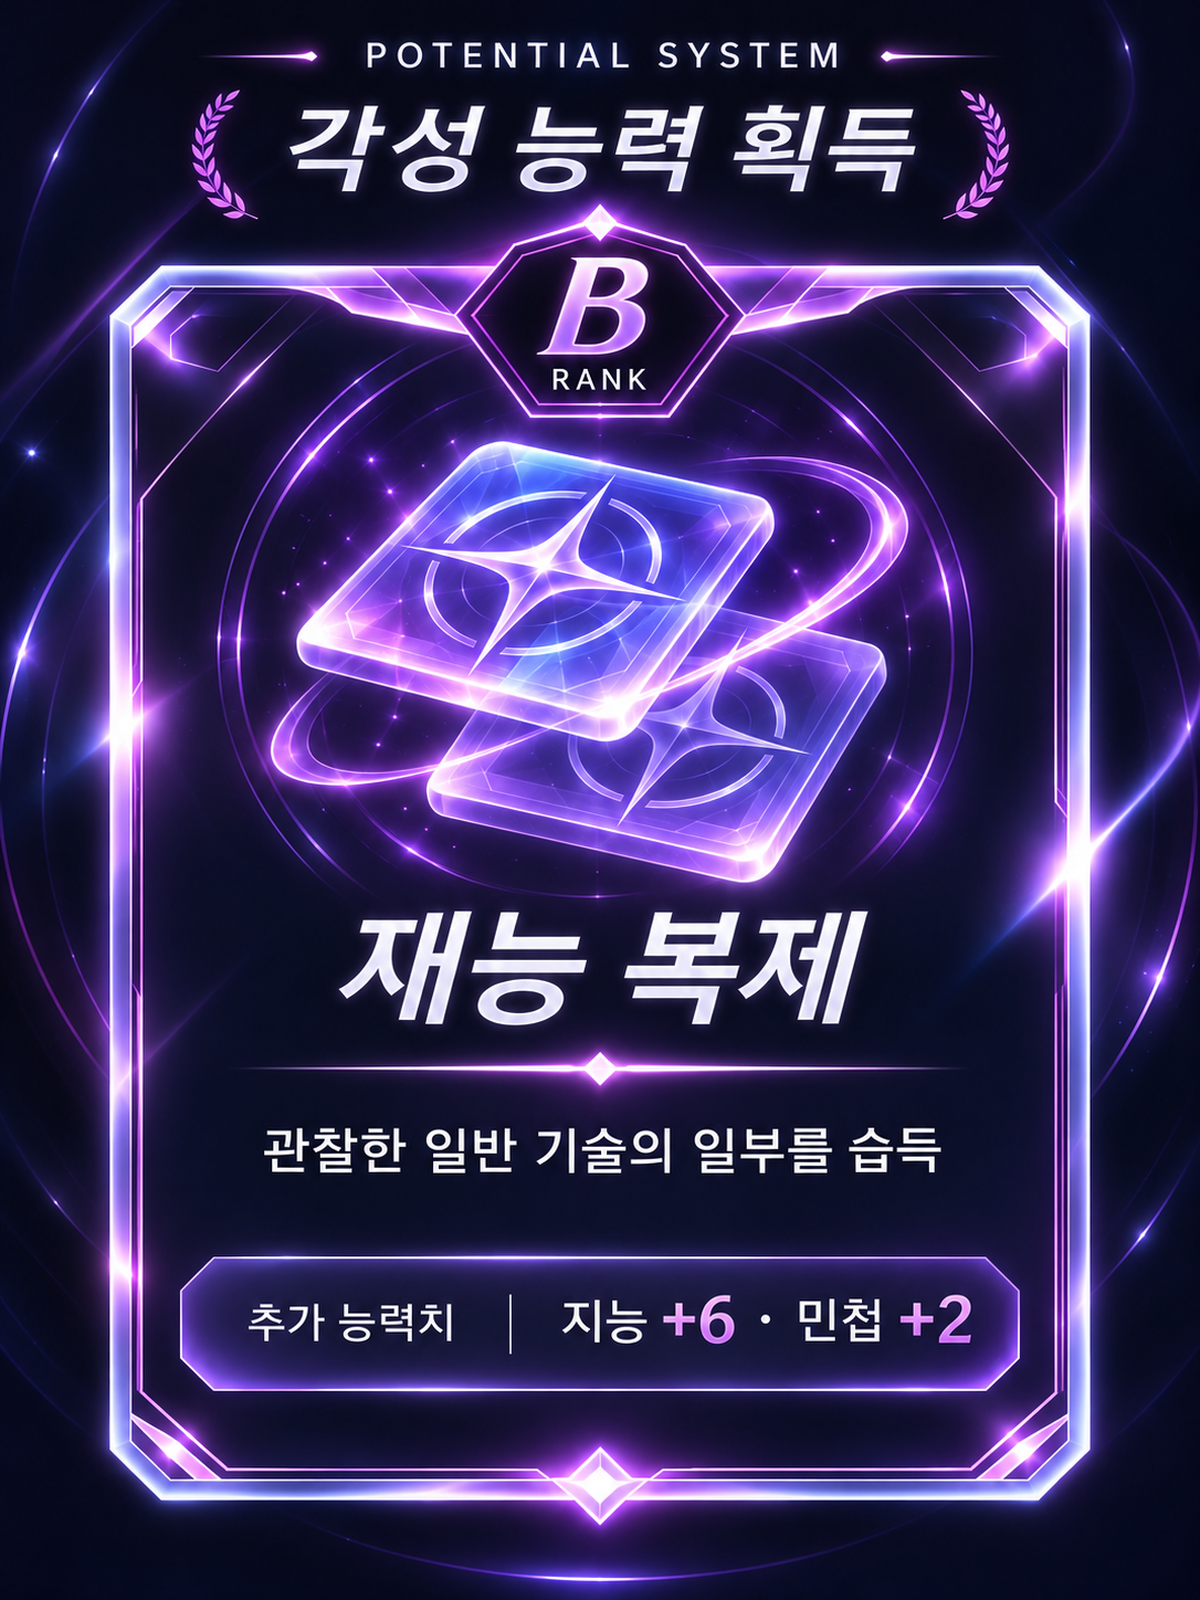 POTENTIAL SYSTEM
각성 능력 획득
B
RANK
재능 복제
관찰한 일반 기술의 일부를 습득
추가 능력치 | 지능 +6 · 민첩 +2